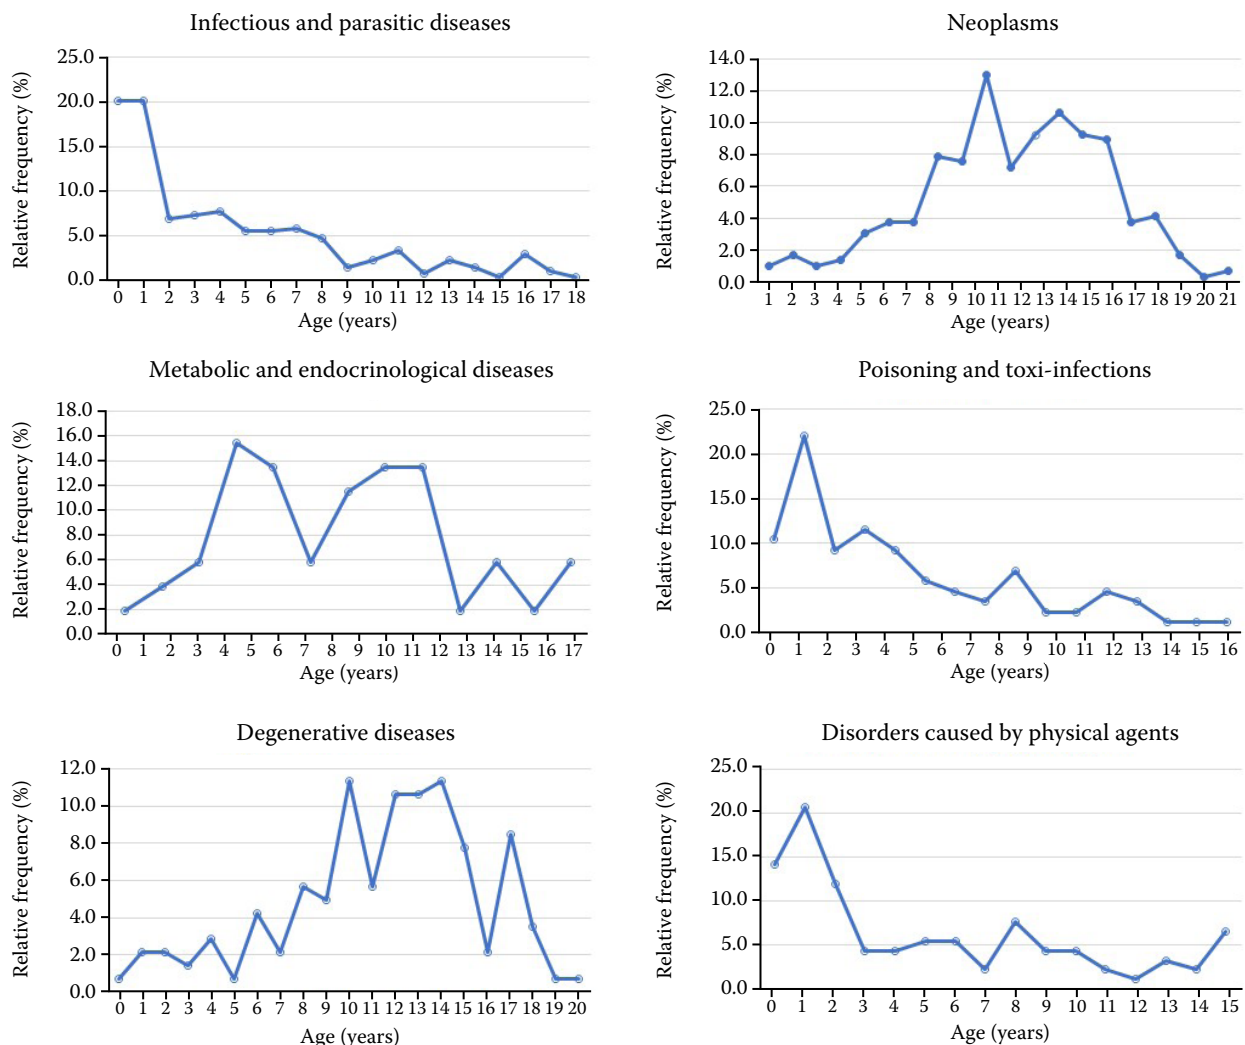 Infectious and parasitic diseases
Relative frequency (%)
25.0
20.0
15.0
10.0
5.0
0.0
0 1 2 3 4 5 6 7 8 9 10 11 12 13 14 15 16 17 18
Age (years)
Neoplasms
Relative frequency (%)
14.0
12.0
10.0
8.0
6.0
4.0
2.0
0.0
1 2 3 4 5 6 7 8 9 10 11 12 13 14 15 16 17 18 19 20 21
Age (years)
Metabolic and endocrinological diseases
Relative frequency (%)
18.0
16.0
14.0
12.0
10.0
8.0
6.0
4.0
2.0
0.0
0 1 2 3 4 5 6 7 8 9 10 11 12 13 14 15 16 17
Age (years)
Poisoning and toxi-infections
Relative frequency (%)
25.0
20.0
15.0
10.0
5.0
0.0
0 1 2 3 4 5 6 7 8 9 10 11 12 13 14 15 16
Age (years)
Degenerative diseases
Relative frequency (%)
12.0
10.0
8.0
6.0
4.0
2.0
0.0
0 1 2 3 4 5 6 7 8 9 10 11 12 13 14 15 16 17 18 19 20
Age (years)
Disorders caused by physical agents
Relative frequency (%)
25.0
20.0
15.0
10.0
5.0
0.0
0 1 2 3 4 5 6 7 8 9 10 11 12 13 14 15
Age (years)